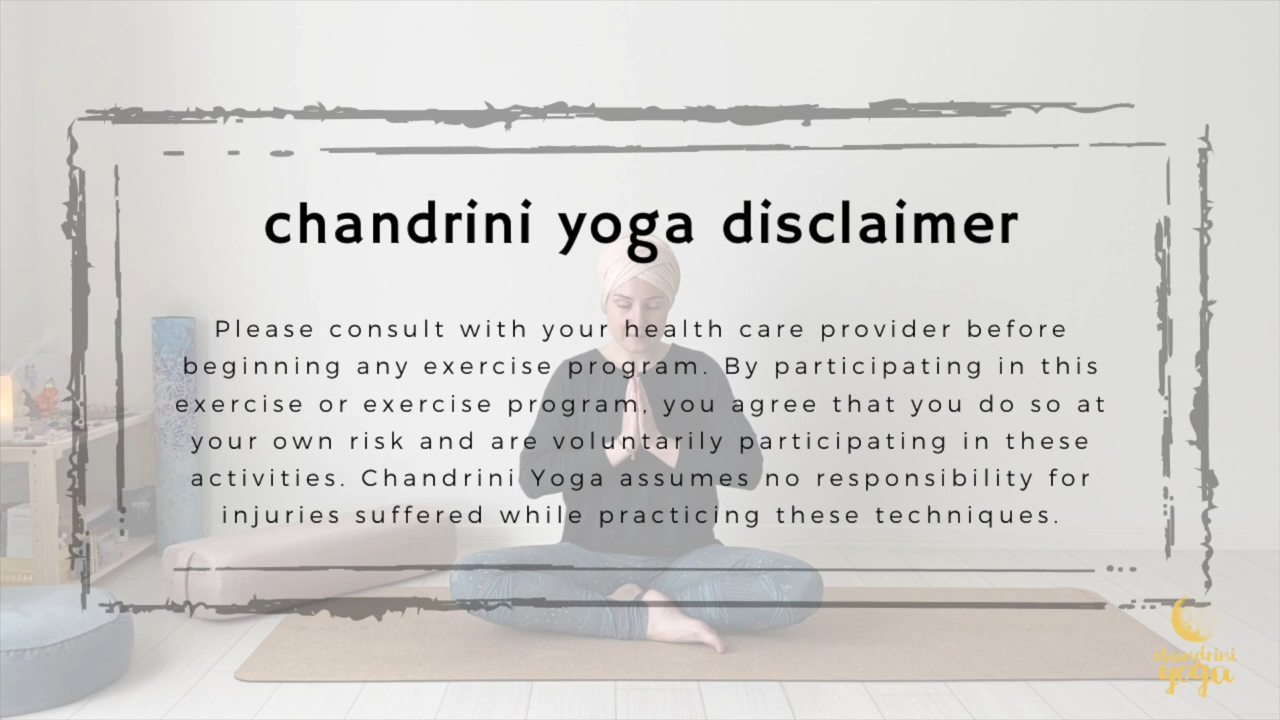 chandrini yoga disclaimer
Please consult with your health care provider before
beginning any exercise program. By participating in this
exercise or exercise program, you agree that you do so at
your own risk and are voluntarily participating in these
activities. Chandrini Yoga assumes no responsibility for
injuries suffered while practicing these techniques.
chandrini
yoga